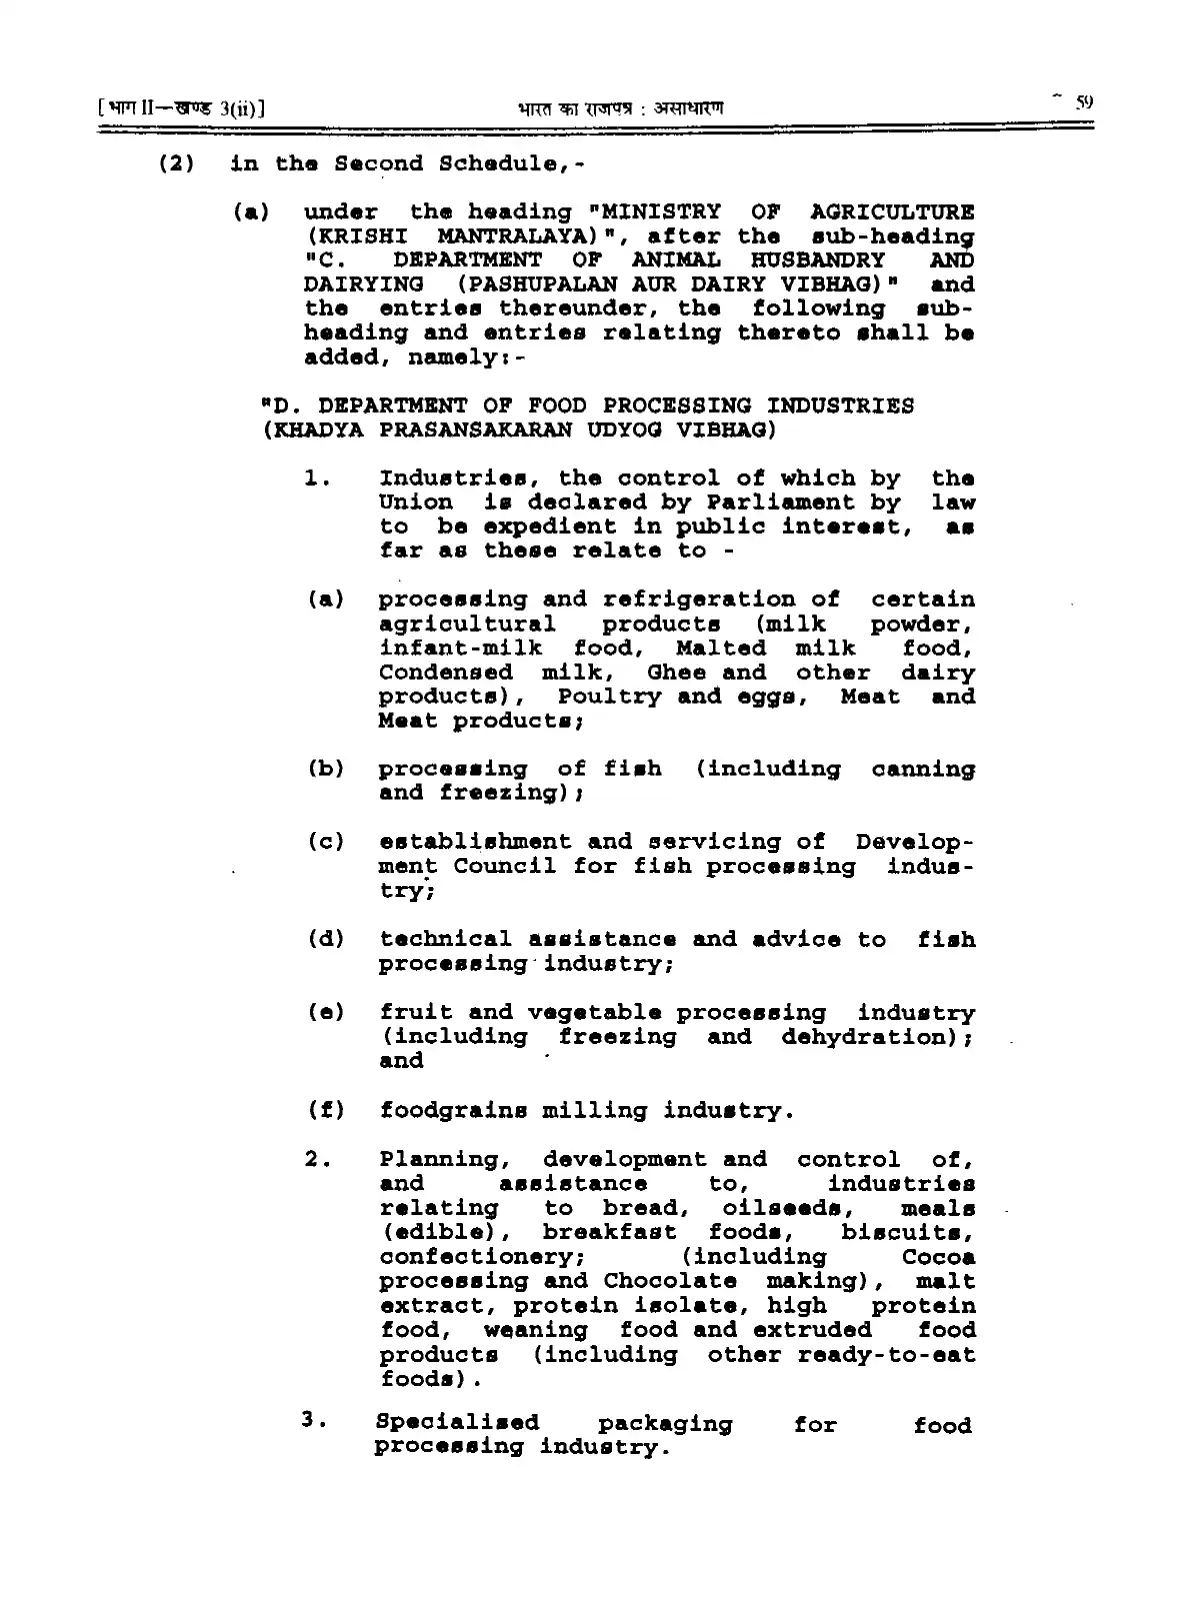 [ भाग II—खण्ड 3(ii) ] भारत का राजपत्र : असाधारण 59
(2) in the Second Schedule,-
(a) under the heading "MINISTRY OF AGRICULTURE
(KRISHI MANTRALAYA)", after the sub-heading
"C. DEPARTMENT OF ANIMAL HUSBANDRY AND
DAIRYING (PASHUPALAN AUR DAIRY VIBHAG)" and
the entries thereunder, the following sub-
heading and entries relating thereto shall be
added, namely:-
"D. DEPARTMENT OF FOOD PROCESSING INDUSTRIES
(KHADYA PRASANSAKARAN UDYOG VIBHAG)
1. Industries, the control of which by the
Union is declared by Parliament by law
to be expedient in public interest, as
far as these relate to -
(a) processing and refrigeration of certain
agricultural products (milk powder,
infant-milk food, Malted milk food,
Condensed milk, Ghee and other dairy
products), Poultry and eggs, Meat and
Meat products;
(b) processing of fish (including canning
and freezing);
(c) establishment and servicing of Develop-
ment Council for fish processing indus-
try;
(d) technical assistance and advice to fish
processing industry;
(e) fruit and vegetable processing industry
(including freezing and dehydration);
and
(f) foodgrains milling industry.
2. Planning, development and control of,
and assistance to, industries
relating to bread, oilseeds, meals
(edible), breakfast foods, biscuits,
confectionery; (including Cocoa
processing and Chocolate making), malt
extract, protein isolate, high protein
food, weaning food and extruded food
products (including other ready-to-eat
foods).
3. Specialised packaging for food
processing industry.